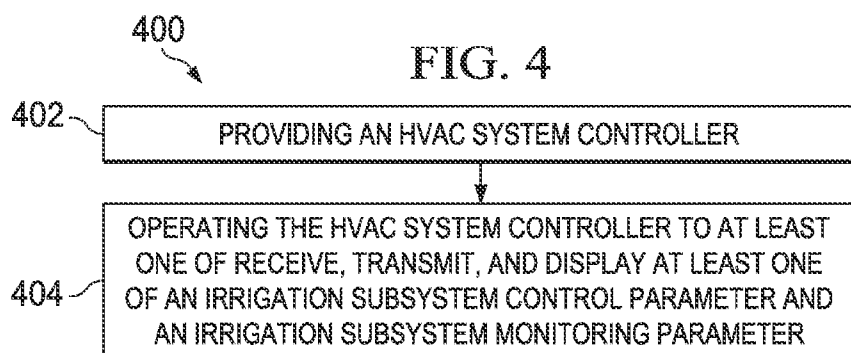 400
FIG. 4
402
PROVIDING AN HVAC SYSTEM CONTROLLER
404
OPERATING THE HVAC SYSTEM CONTROLLER TO AT LEAST
ONE OF RECEIVE, TRANSMIT, AND DISPLAY AT LEAST ONE
OF AN IRRIGATION SUBSYSTEM CONTROL PARAMETER AND
AN IRRIGATION SUBSYSTEM MONITORING PARAMETER